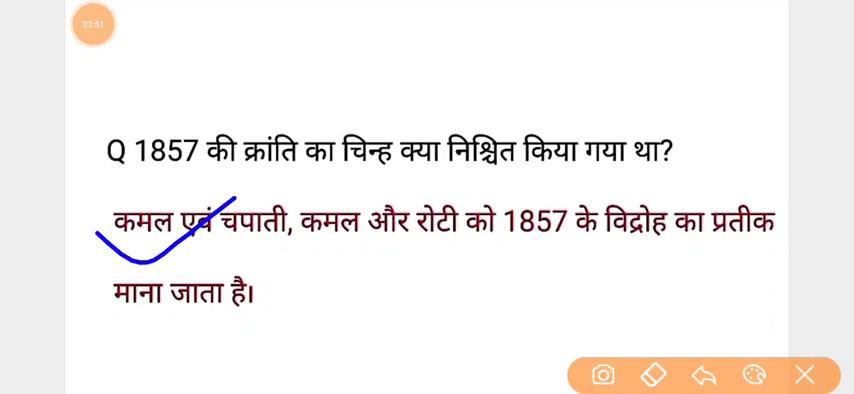 02:51
Q 1857 की क्रांति का चिन्ह क्या निश्चित किया गया था?
कमल एवं चपाती, कमल और रोटी को 1857 के विद्रोह का प्रतीक
माना जाता है।